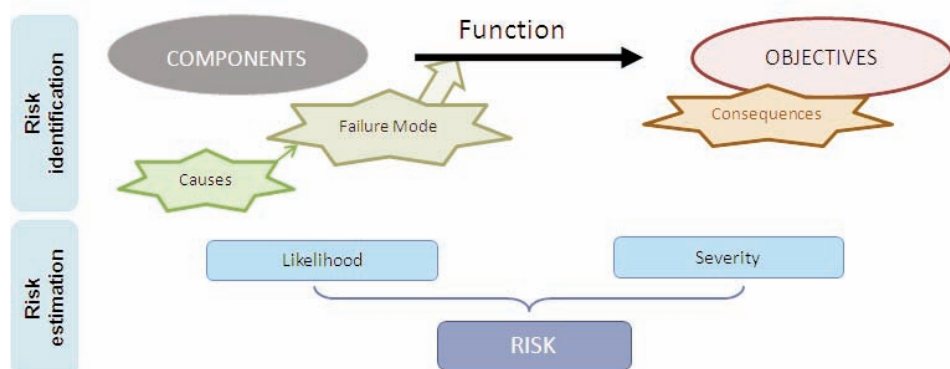 Risk
identification
COMPONENTS
Function
OBJECTIVES
Failure Mode
Consequences
Causes
Risk
estimation
Likelihood
Severity
RISK